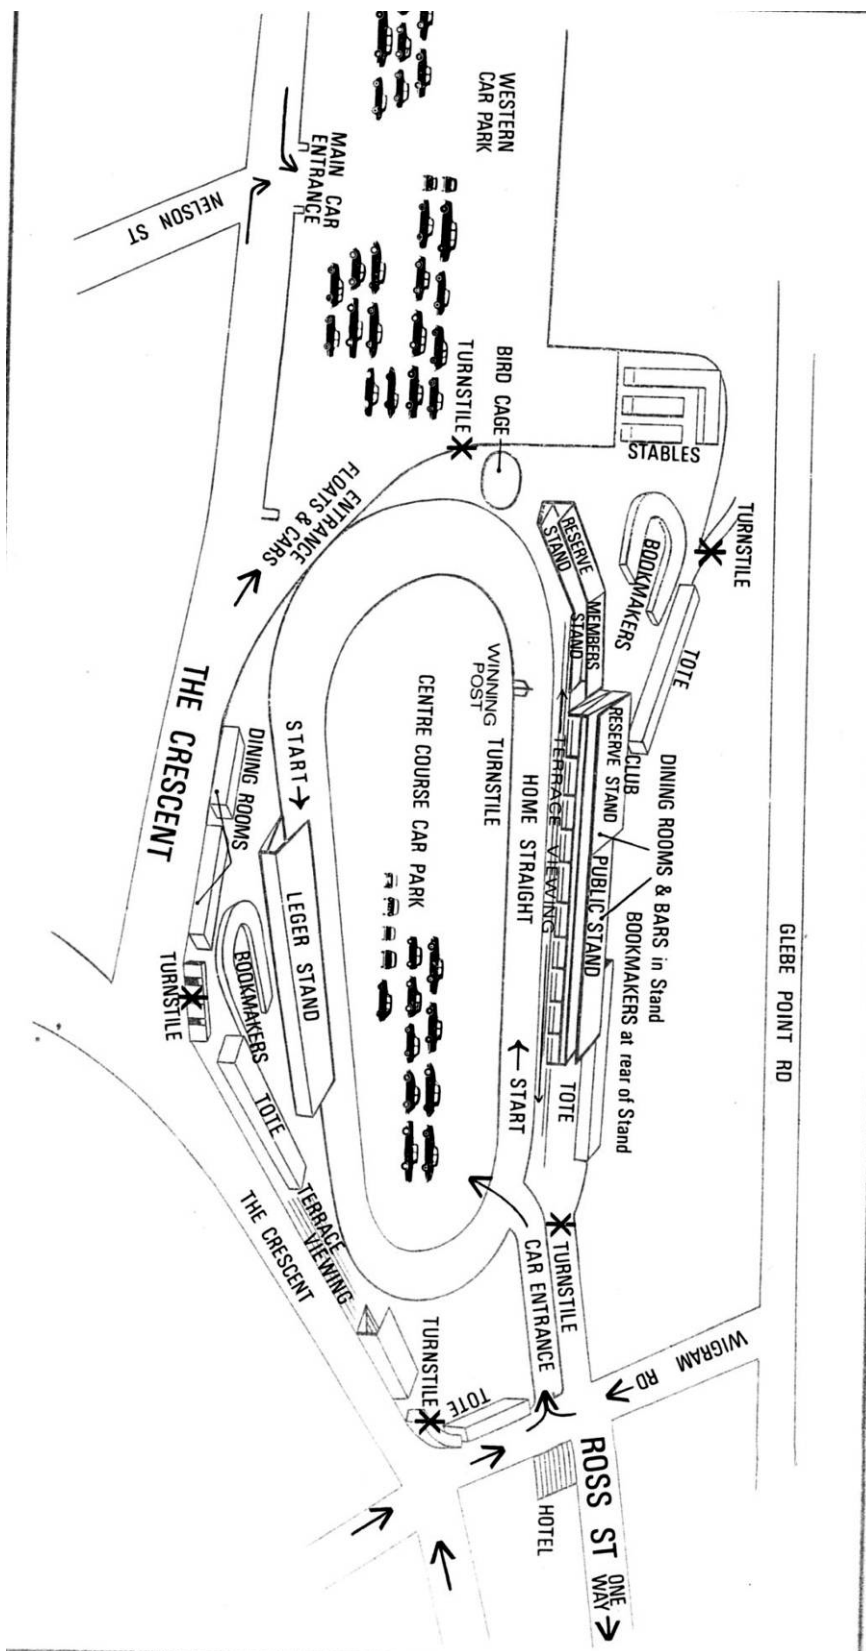 WESTERN
CAR PARK
MAIN CAR
ENTRANCE
NELSON ST
TURNSTILE
BIRD CAGE
STABLES
TURNSTILE
ENTRANCE
FLOATS & CARS
RESERVE
STAND
MEMBERS
STAND
BOOKMAKERS
TOTE
RESERVE STAND
CLUB
DINING ROOMS & BARS in Stand
BOOKMAKERS at rear of Stand
PUBLIC STAND
TERRACE VIEWING
HOME STRAIGHT
WINNING
POST
TURNSTILE
CENTRE COURSE CAR PARK
START
THE CRESCENT
DINING ROOMS
LEGER STAND
BOOKMAKERS
TURNSTILE
TOTE
TERRACE
VIEWING
THE CRESCENT
START
TOTE
GLEBE POINT RD
TURNSTILE
CAR ENTRANCE
WIGRAM RD
TURNSTILE
TOTE
HOTEL
ROSS ST
ONE
WAY